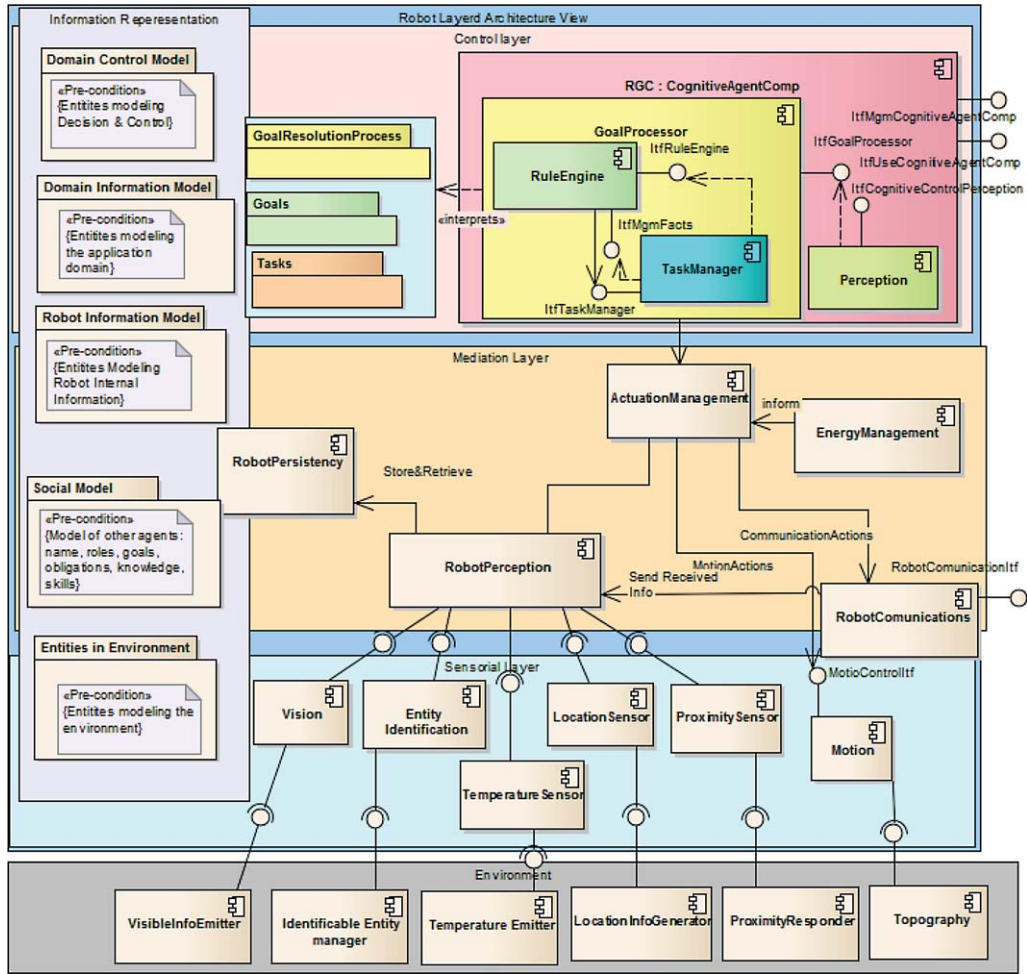 Information Representation
Robot Layerd Architecture View
Control layer
Domain Control Model
«Pre-condition»
{Entitites modeling
Decision & Control}
Domain Information Model
«Pre-condition»
{Entitites modeling
the application
domain}
Robot Information Model
«Pre-condition»
{Entitites Modeling
Robot Internal
Information}
Social Model
«Pre-condition»
{Model of other agents:
name, roles, goals,
obligations, knowledge,
skills}
Entities in Environment
«Pre-condition»
{Entitites modeling the
environment}
GoalResolutionProcess
Goals
Tasks
«interprets»
RGC : CognitiveAgentComp
GoalProcessor
ItfRuleEngine
RuleEngine
ItfMgmFacts
TaskManager
ItfTaskManager
ItfMgmCognitiveAgentComp
ItfGoalProcessor
ItfUseCognitiveAgentComp
ItfCognitiveControlPerception
Perception
Mediation Layer
ActuationManagement
inform
EnergyManagement
RobotPersistency
Store&Retrieve
CommunicationActions
RobotPerception
MotionActions
Send Received
Info
RobotComunicationItf
RobotComunications
Sensorial Layer
MotioControlItf
Vision
Entity
Identification
LocationSensor
ProximitySensor
Motion
TemperatureSensor
Environment
VisibleInfoEmitter
Identificable Entity
manager
Temperature Emitter
LocationInfoGenerator
ProximityResponder
Topography